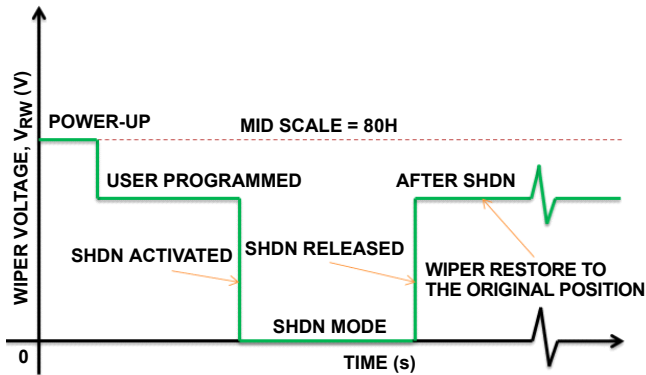 WIPER VOLTAGE, VRW (V)
POWER-UP
MID SCALE = 80H
USER PROGRAMMED
AFTER SHDN
SHDN ACTIVATED
SHDN RELEASED
WIPER RESTORE TO
THE ORIGINAL POSITION
SHDN MODE
0
TIME (s)